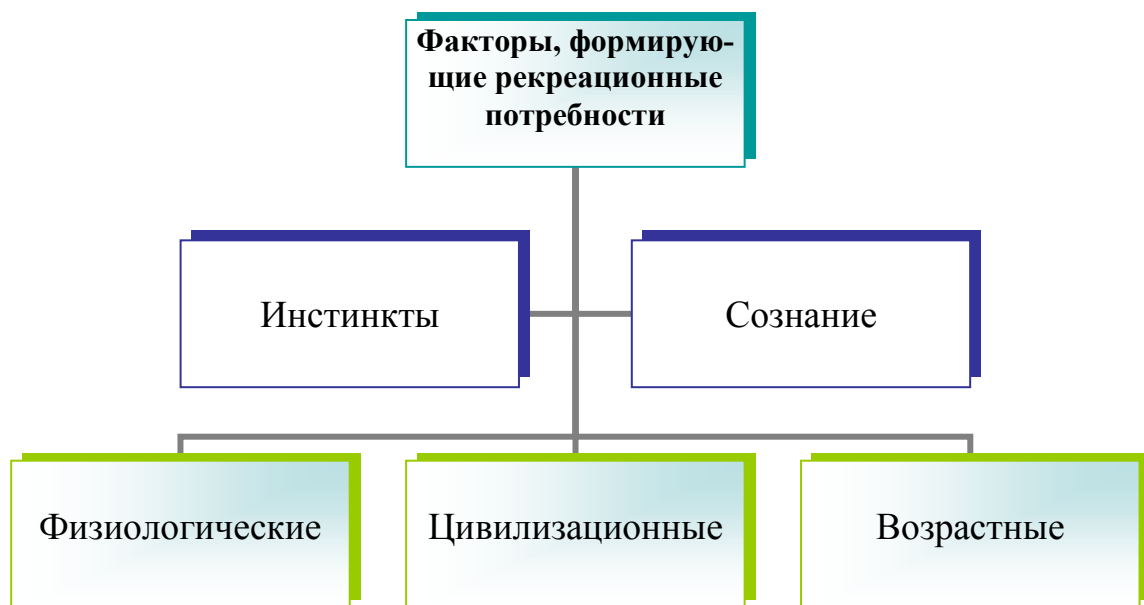 Факторы, формирую-
щие рекреационные
потребности
Инстинкты
Сознание
Физиологические
Цивилизационные
Возрастные